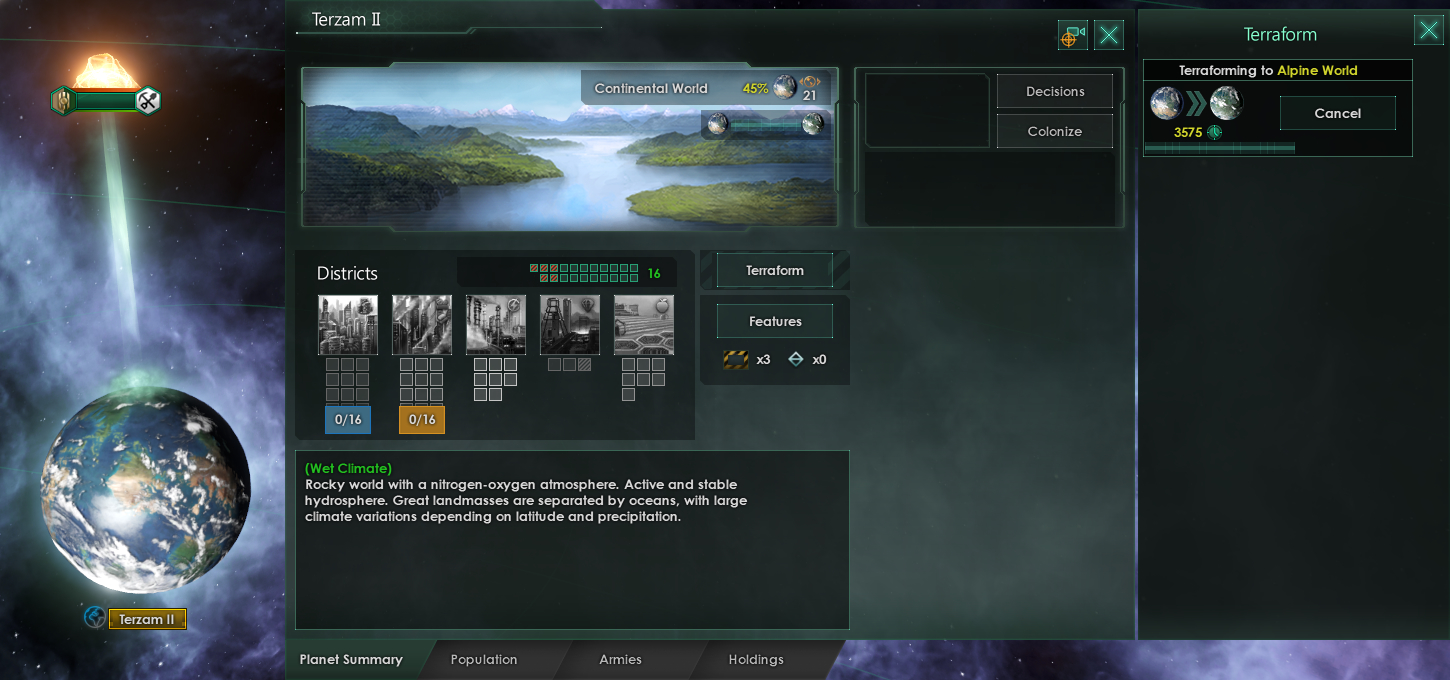 Terzam II
Continental World
45%
21
Decisions
Colonize
Terraform
Terraforming to Alpine World
3575
Cancel
Districts
16
Terraform
Features
x3
x0
0/16
0/16
(Wet Climate)
Rocky world with a nitrogen-oxygen atmosphere. Active and stable
hydrosphere. Great landmasses are separated by oceans, with large
climate variations depending on latitude and precipitation.
Terzam II
Planet Summary
Population
Armies
Holdings